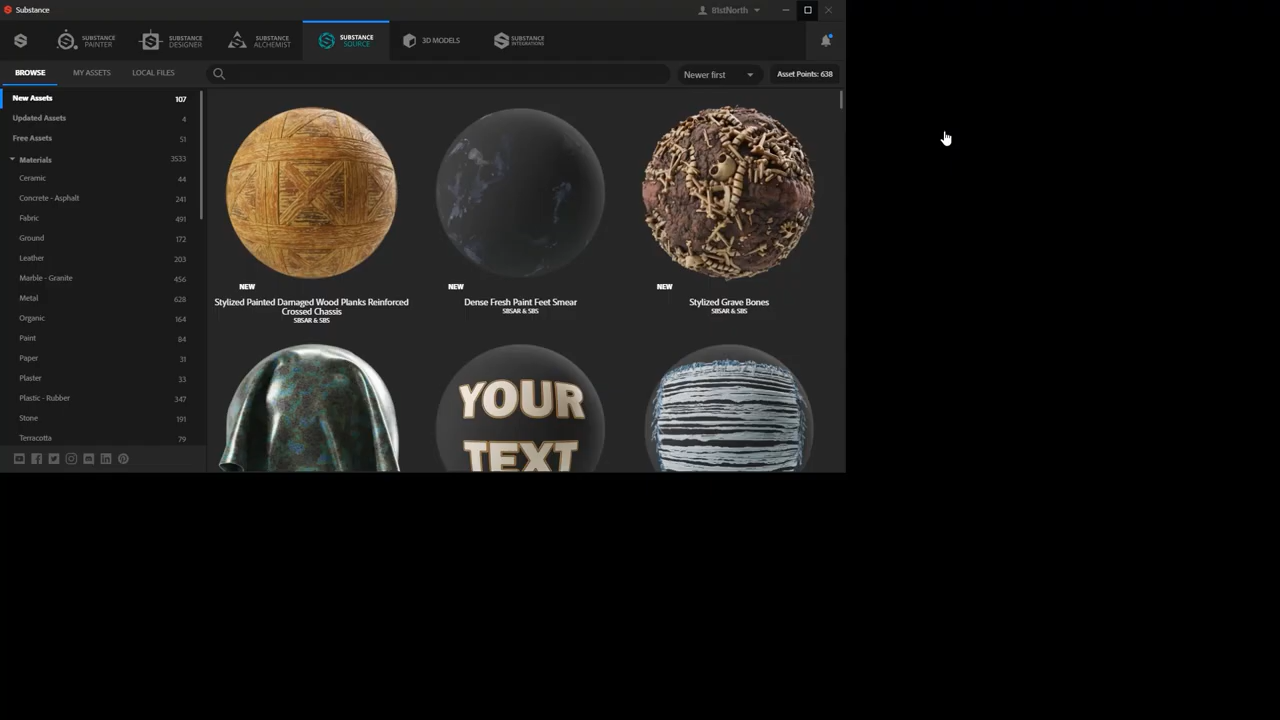 Substance
81stNorth
SUBSTANCE
PAINTER
SUBSTANCE
DESIGNER
SUBSTANCE
ALCHEMIST
SUBSTANCE
SOURCE
3D MODELS
SUBSTANCE
INTEGRATIONS
BROWSE
MY ASSETS
LOCAL FILES
Newer first
Asset Points: 638
New Assets 107
Updated Assets 4
Free Assets 51
Materials 3533
Ceramic 44
Concrete - Asphalt 241
Fabric 491
Ground 172
Leather 203
Marble - Granite 456
Metal 628
Organic 164
Paint 84
Paper 31
Plaster 33
Plastic - Rubber 347
Stone 191
Terracotta 79
NEW
Stylized Painted Damaged Wood Planks Reinforced
Crossed Chassis
SBSAR & SBS
NEW
Dense Fresh Paint Feet Smear
SBSAR & SBS
NEW
Stylized Grave Bones
SBSAR & SBS
YOUR
TEXT